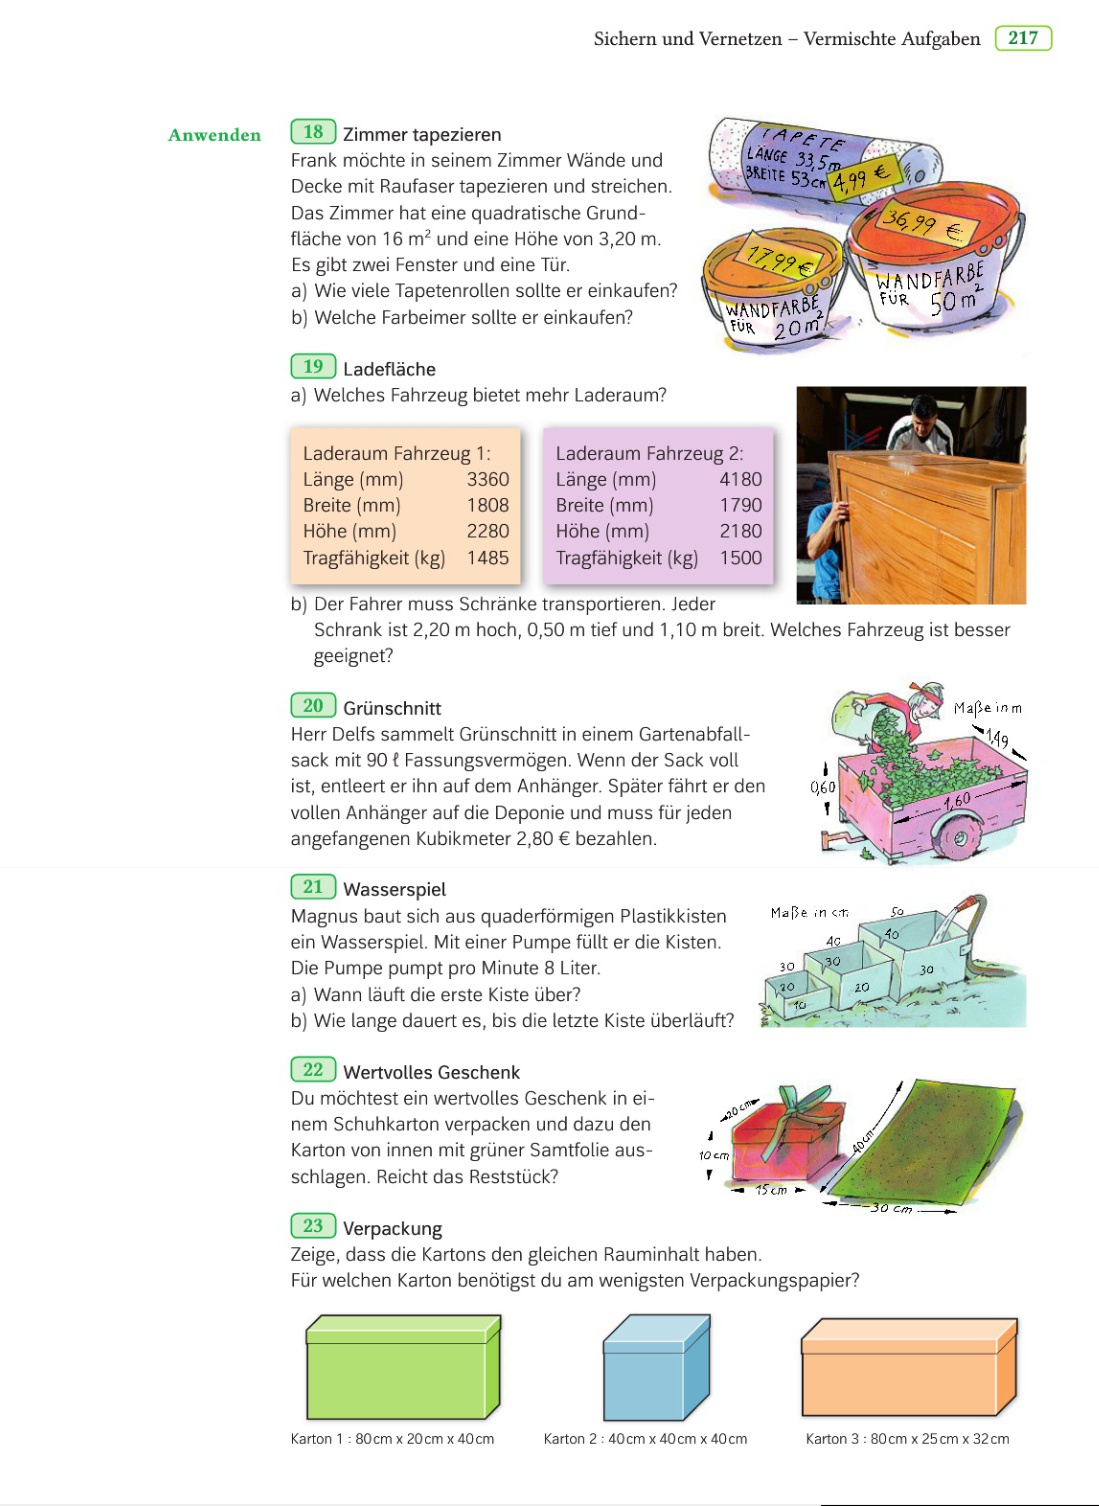 Sichern und Vernetzen – Vermischte Aufgaben 217
Anwenden
18 Zimmer tapezieren
Frank möchte in seinem Zimmer Wände und
Decke mit Raufaser tapezieren und streichen.
Das Zimmer hat eine quadratische Grund-
fläche von 16 m² und eine Höhe von 3,20 m.
Es gibt zwei Fenster und eine Tür.
a) Wie viele Tapetenrollen sollte er einkaufen?
b) Welche Farbeimer sollte er einkaufen?
TAPETE
LÄNGE 33,5m
BREITE 53cm
4,99 €
36,99 €
17,99 €
WANDFARBE
FÜR 50 m²
WANDFARBE
FÜR 20 m²
19 Ladefläche
a) Welches Fahrzeug bietet mehr Laderaum?
Laderaum Fahrzeug 1:
Länge (mm) 3360
Breite (mm) 1808
Höhe (mm) 2280
Tragfähigkeit (kg) 1485
Laderaum Fahrzeug 2:
Länge (mm) 4180
Breite (mm) 1790
Höhe (mm) 2180
Tragfähigkeit (kg) 1500
b) Der Fahrer muss Schränke transportieren. Jeder
Schrank ist 2,20 m hoch, 0,50 m tief und 1,10 m breit. Welches Fahrzeug ist besser
geeignet?
20 Grünschnitt
Herr Delfs sammelt Grünschnitt in einem Gartenabfall-
sack mit 90 ℓ Fassungsvermögen. Wenn der Sack voll
ist, entleert er ihn auf dem Anhänger. Später fährt er den
vollen Anhänger auf die Deponie und muss für jeden
angefangenen Kubikmeter 2,80 € bezahlen.
Maße in m
1,49
0,60
1,60
21 Wasserspiel
Magnus baut sich aus quaderförmigen Plastikkisten
ein Wasserspiel. Mit einer Pumpe füllt er die Kisten.
Die Pumpe pumpt pro Minute 8 Liter.
a) Wann läuft die erste Kiste über?
b) Wie lange dauert es, bis die letzte Kiste überläuft?
Maße in cm
50
40
30
40
30
20
30
20
10
22 Wertvolles Geschenk
Du möchtest ein wertvolles Geschenk in ei-
nem Schuhkarton verpacken und dazu den
Karton von innen mit grüner Samtfolie aus-
schlagen. Reicht das Reststück?
20 cm
10 cm
15 cm
40 cm
30 cm
23 Verpackung
Zeige, dass die Kartons den gleichen Rauminhalt haben.
Für welchen Karton benötigst du am wenigsten Verpackungspapier?
Karton 1 : 80 cm x 20 cm x 40 cm
Karton 2 : 40 cm x 40 cm x 40 cm
Karton 3 : 80 cm x 25 cm x 32 cm